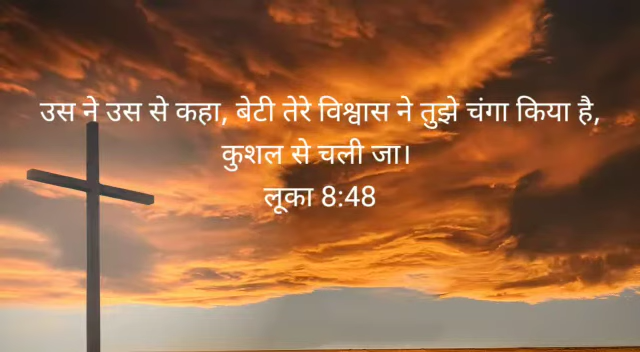 उस ने उस से कहा, बेटी तेरे विश्वास ने तुझे चंगा किया है,
कुशल से चली जा।
लूका 8:48